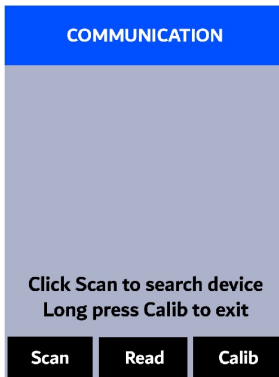 COMMUNICATION
Click Scan to search device
Long press Calib to exit
Scan Read Calib